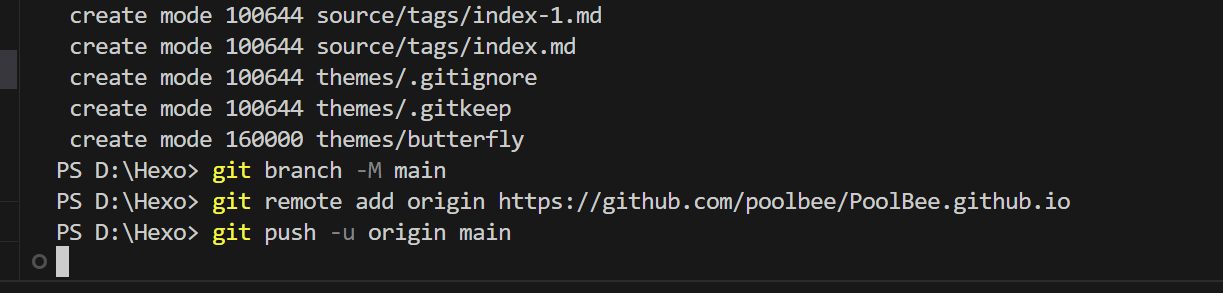 create mode 100644 source/tags/index-1.md
create mode 100644 source/tags/index.md
create mode 100644 themes/.gitignore
create mode 100644 themes/.gitkeep
create mode 160000 themes/butterfly
PS D:\Hexo> git branch -M main
PS D:\Hexo> git remote add origin https://github.com/poolbee/PoolBee.github.io
PS D:\Hexo> git push -u origin main